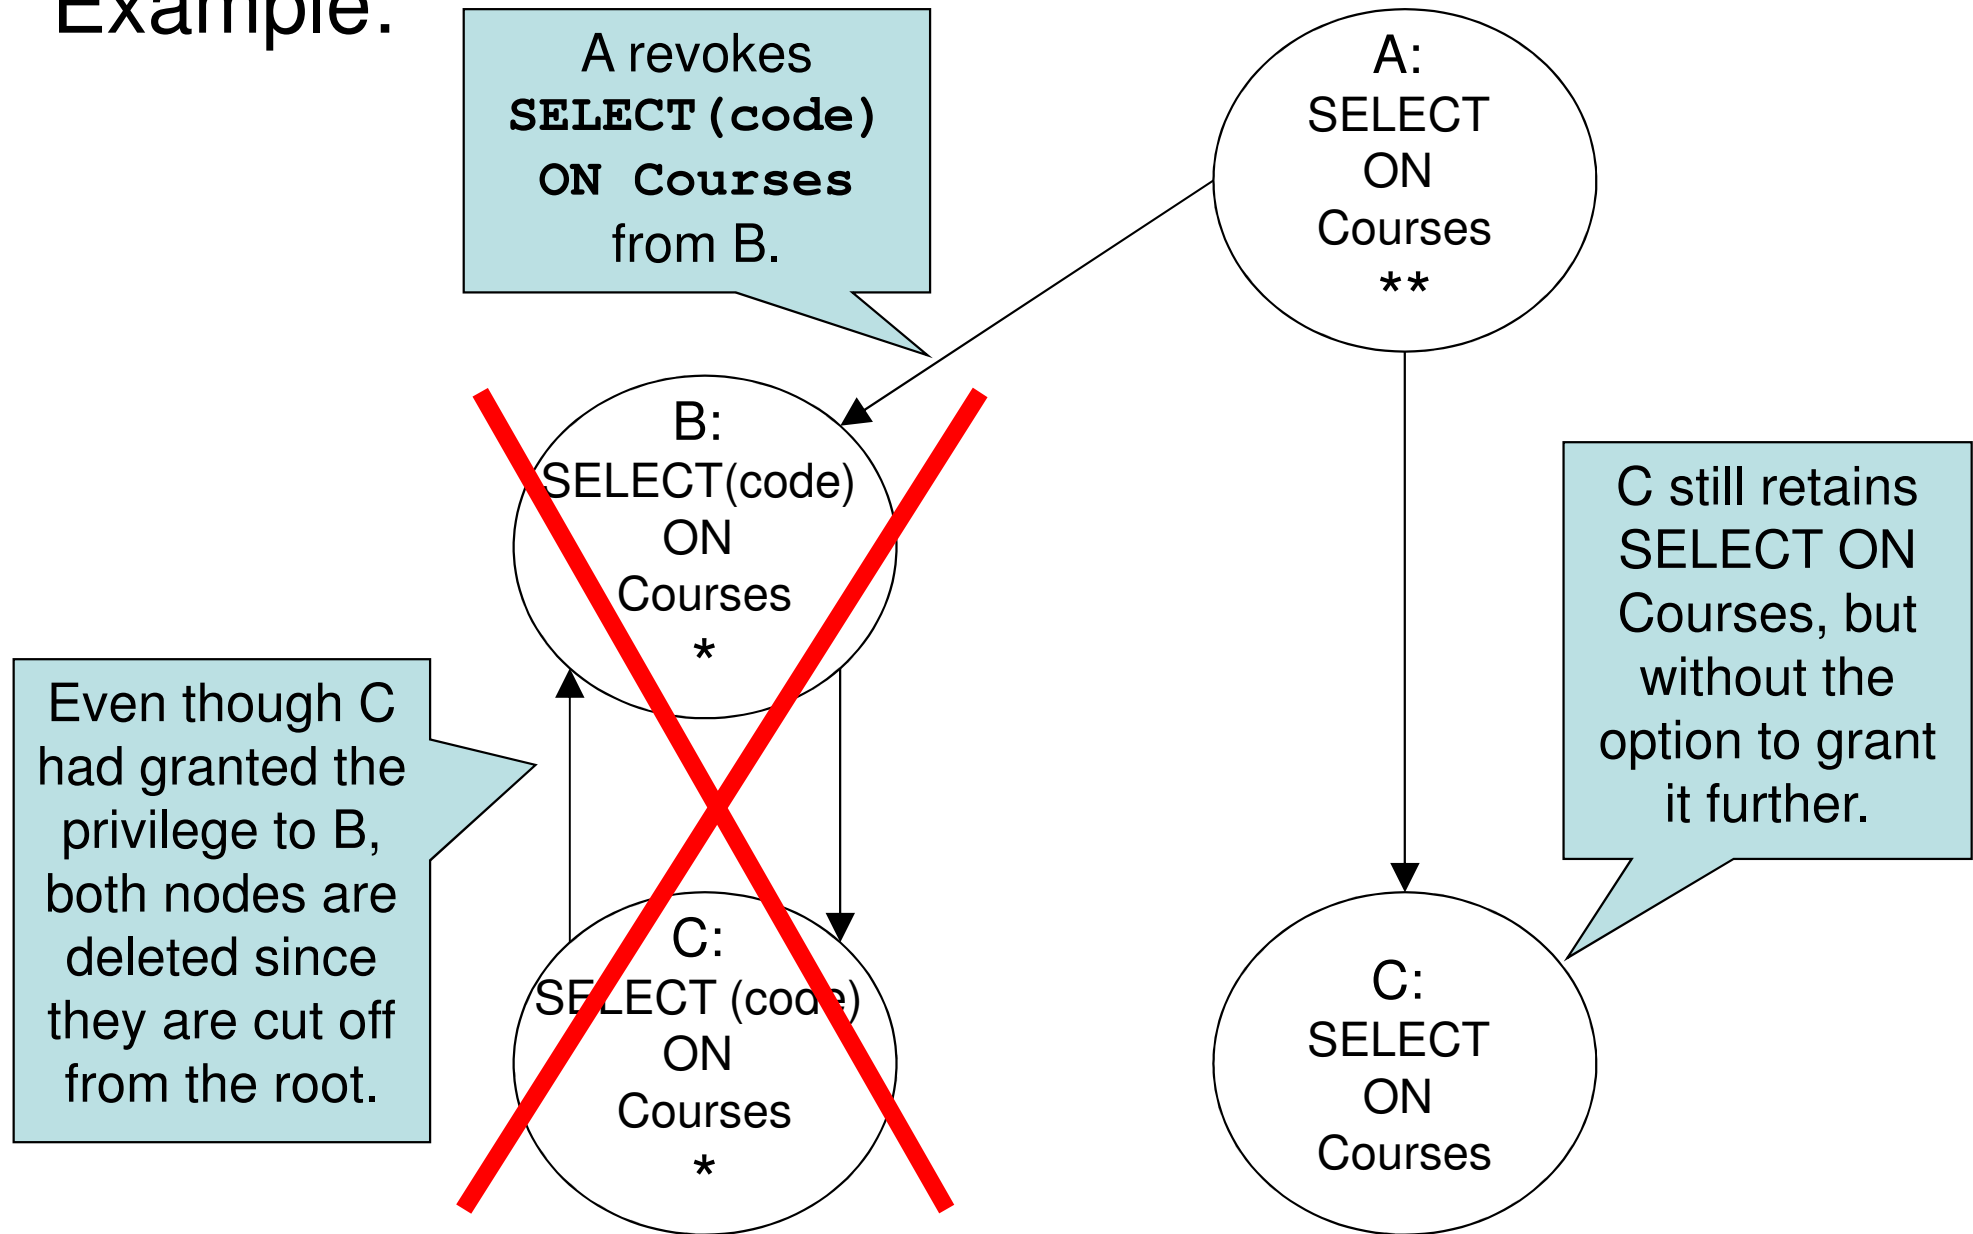 Example:
A revokes
SELECT(code)
ON Courses
from B.
A:
SELECT
ON
Courses
**
B:
SELECT(code)
ON
Courses
*
C still retains
SELECT ON
Courses, but
without the
option to grant
it further.
Even though C
had granted the
privilege to B,
both nodes are
deleted since
they are cut off
from the root.
C:
SELECT (code)
ON
Courses
*
C:
SELECT
ON
Courses